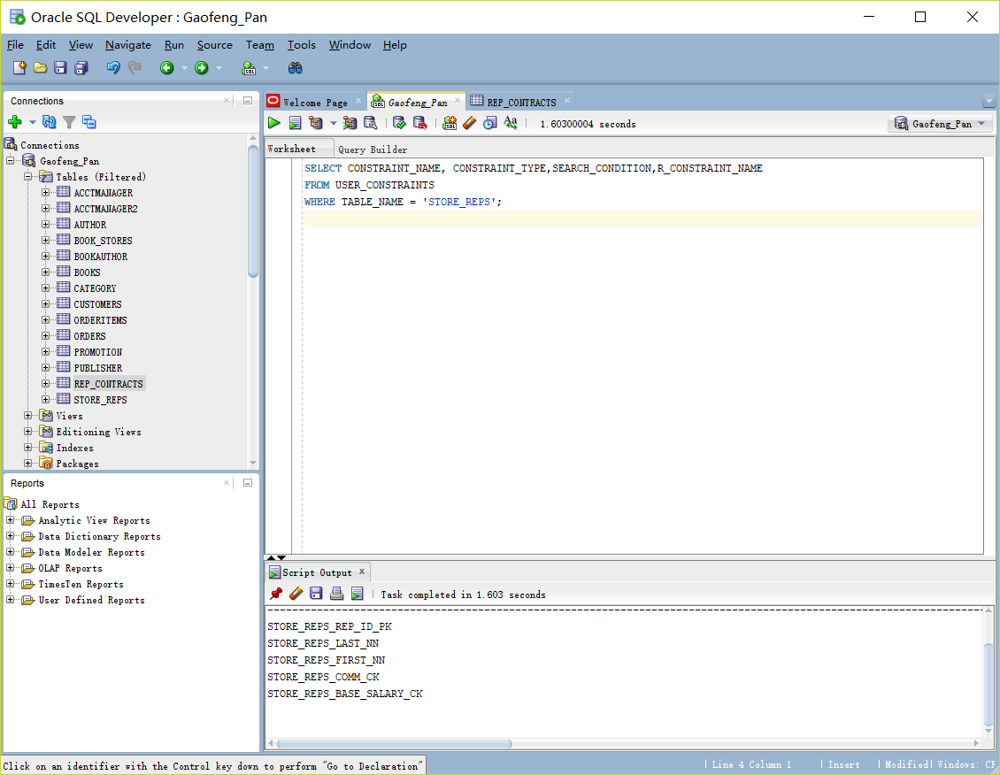 Oracle SQL Developer : Gaofeng_Pan
File Edit View Navigate Run Source Team Tools Window Help
Connections
Connections
Gaofeng_Pan
Tables (Filtered)
ACCTMANAGER
ACCTMANAGER2
AUTHOR
BOOK_STORES
BOOKAUTHOR
BOOKS
CATEGORY
CUSTOMERS
ORDERITEMS
ORDERS
PROMOTION
PUBLISHER
REP_CONTRACTS
STORE_REPS
Views
Editioning Views
Indexes
Packages
Reports
All Reports
Analytic View Reports
Data Dictionary Reports
Data Modeler Reports
OLAP Reports
TimesTen Reports
User Defined Reports
Welcome Page Gaofeng_Pan REP_CONTRACTS
1.60300004 seconds Gaofeng_Pan
Worksheet Query Builder
SELECT CONSTRAINT_NAME, CONSTRAINT_TYPE,SEARCH_CONDITION,R_CONSTRAINT_NAME
FROM USER_CONSTRAINTS
WHERE TABLE_NAME = 'STORE_REPS';
Script Output
Task completed in 1.603 seconds
STORE_REPS_REP_ID_PK
STORE_REPS_LAST_NN
STORE_REPS_FIRST_NN
STORE_REPS_COMM_CK
STORE_REPS_BASE_SALARY_CK
Click on an identifier with the Control key down to perform "Go to Declaration"
Line 4 Column 1 Insert Modified Windows: CR